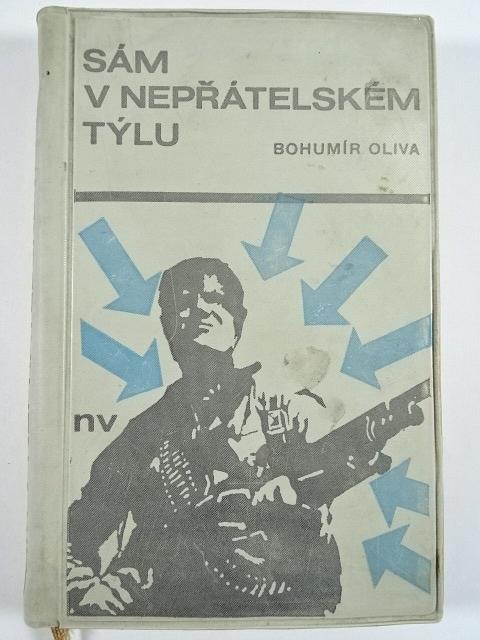 SÁM
V NEPŘÁTELSKÉM
TÝLU
BOHUMÍR OLIVA
nv